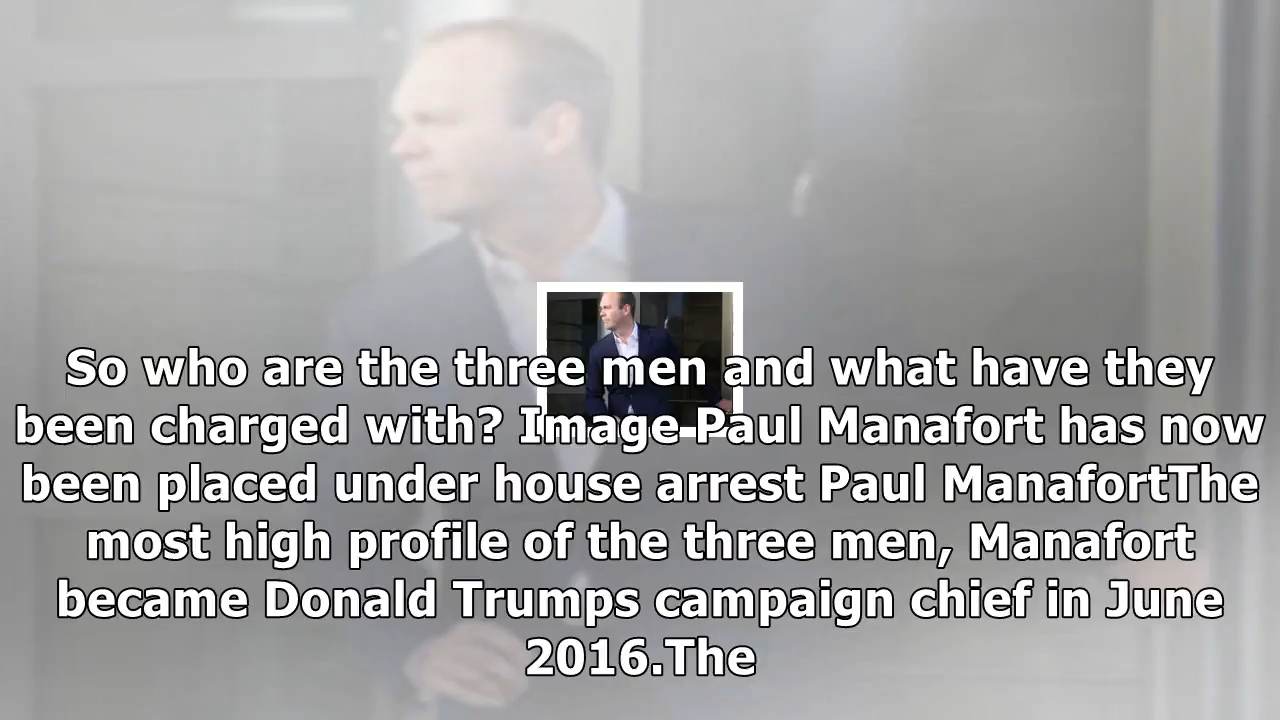 So who are the three men and what have they
been charged with? Image Paul Manafort has now
been placed under house arrest Paul ManafortThe
most high profile of the three men, Manafort
became Donald Trumps campaign chief in June
2016.The